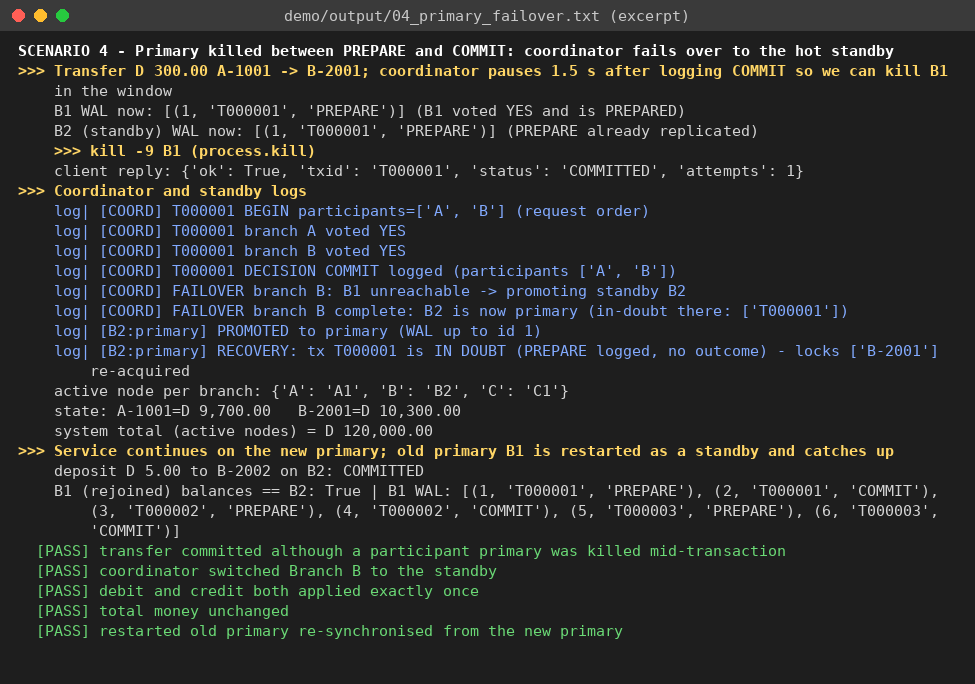 demo/output/04_primary_failover.txt (excerpt)
SCENARIO 4 - Primary killed between PREPARE and COMMIT: coordinator fails over to the hot standby
>>> Transfer D 300.00 A-1001 -> B-2001; coordinator pauses 1.5 s after logging COMMIT so we can kill B1
in the window
B1 WAL now: [(1, 'T000001', 'PREPARE')] (B1 voted YES and is PREPARED)
B2 (standby) WAL now: [(1, 'T000001', 'PREPARE')] (PREPARE already replicated)
>>> kill -9 B1 (process.kill)
client reply: {'ok': True, 'txid': 'T000001', 'status': 'COMMITTED', 'attempts': 1}
>>> Coordinator and standby logs
log| [COORD] T000001 BEGIN participants=['A', 'B'] (request order)
log| [COORD] T000001 branch A voted YES
log| [COORD] T000001 branch B voted YES
log| [COORD] T000001 DECISION COMMIT logged (participants ['A', 'B'])
log| [COORD] FAILOVER branch B: B1 unreachable -> promoting standby B2
log| [COORD] FAILOVER branch B complete: B2 is now primary (in-doubt there: ['T000001'])
log| [B2:primary] PROMOTED to primary (WAL up to id 1)
log| [B2:primary] RECOVERY: tx T000001 is IN DOUBT (PREPARE logged, no outcome) - locks ['B-2001']
re-acquired
active node per branch: {'A': 'A1', 'B': 'B2', 'C': 'C1'}
state: A-1001=D 9,700.00   B-2001=D 10,300.00
system total (active nodes) = D 120,000.00
>>> Service continues on the new primary; old primary B1 is restarted as a standby and catches up
deposit D 5.00 to B-2002 on B2: COMMITTED
B1 (rejoined) balances == B2: True | B1 WAL: [(1, 'T000001', 'PREPARE'), (2, 'T000001', 'COMMIT'),
(3, 'T000002', 'PREPARE'), (4, 'T000002', 'COMMIT'), (5, 'T000003', 'PREPARE'), (6, 'T000003',
'COMMIT')]
[PASS] transfer committed although a participant primary was killed mid-transaction
[PASS] coordinator switched Branch B to the standby
[PASS] debit and credit both applied exactly once
[PASS] total money unchanged
[PASS] restarted old primary re-synchronised from the new primary